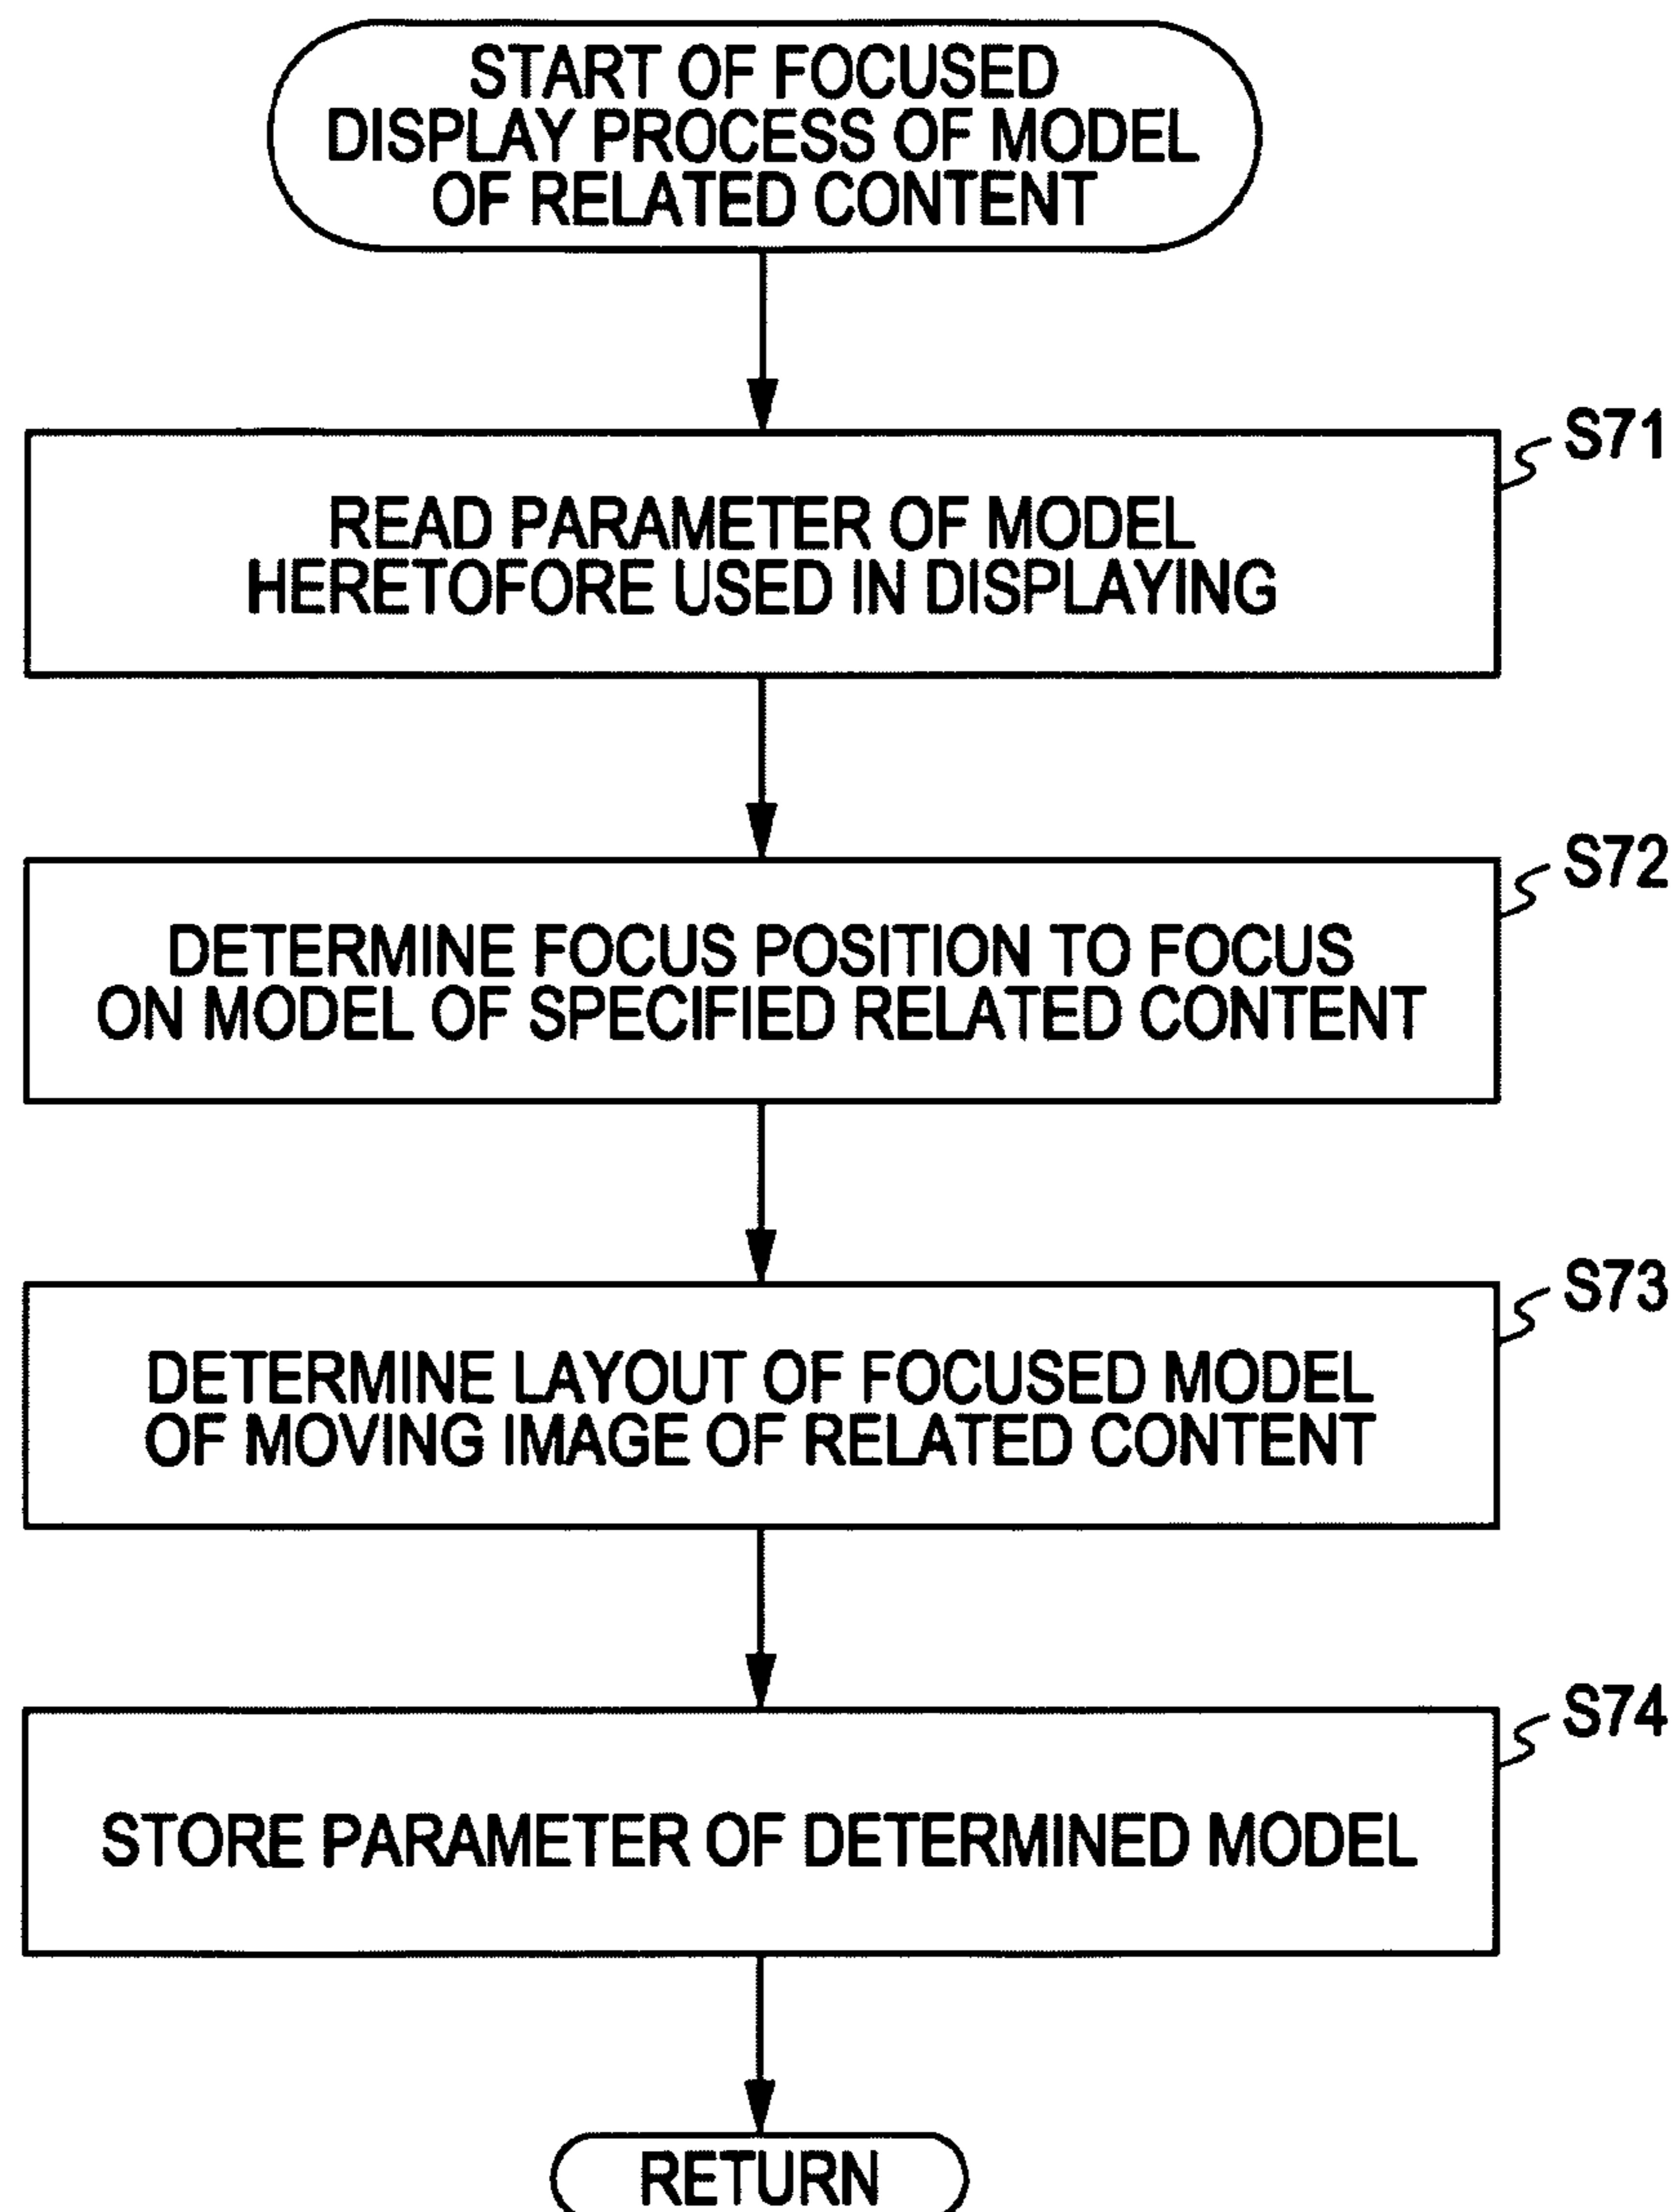 START OF FOCUSED
DISPLAY PROCESS OF MODEL
OF RELATED CONTENT
S71
READ PARAMETER OF MODEL
HERETOFORE USED IN DISPLAYING
S72
DETERMINE FOCUS POSITION TO FOCUS
ON MODEL OF SPECIFIED RELATED CONTENT
S73
DETERMINE LAYOUT OF FOCUSED MODEL
OF MOVING IMAGE OF RELATED CONTENT
S74
STORE PARAMETER OF DETERMINED MODEL
RETURN